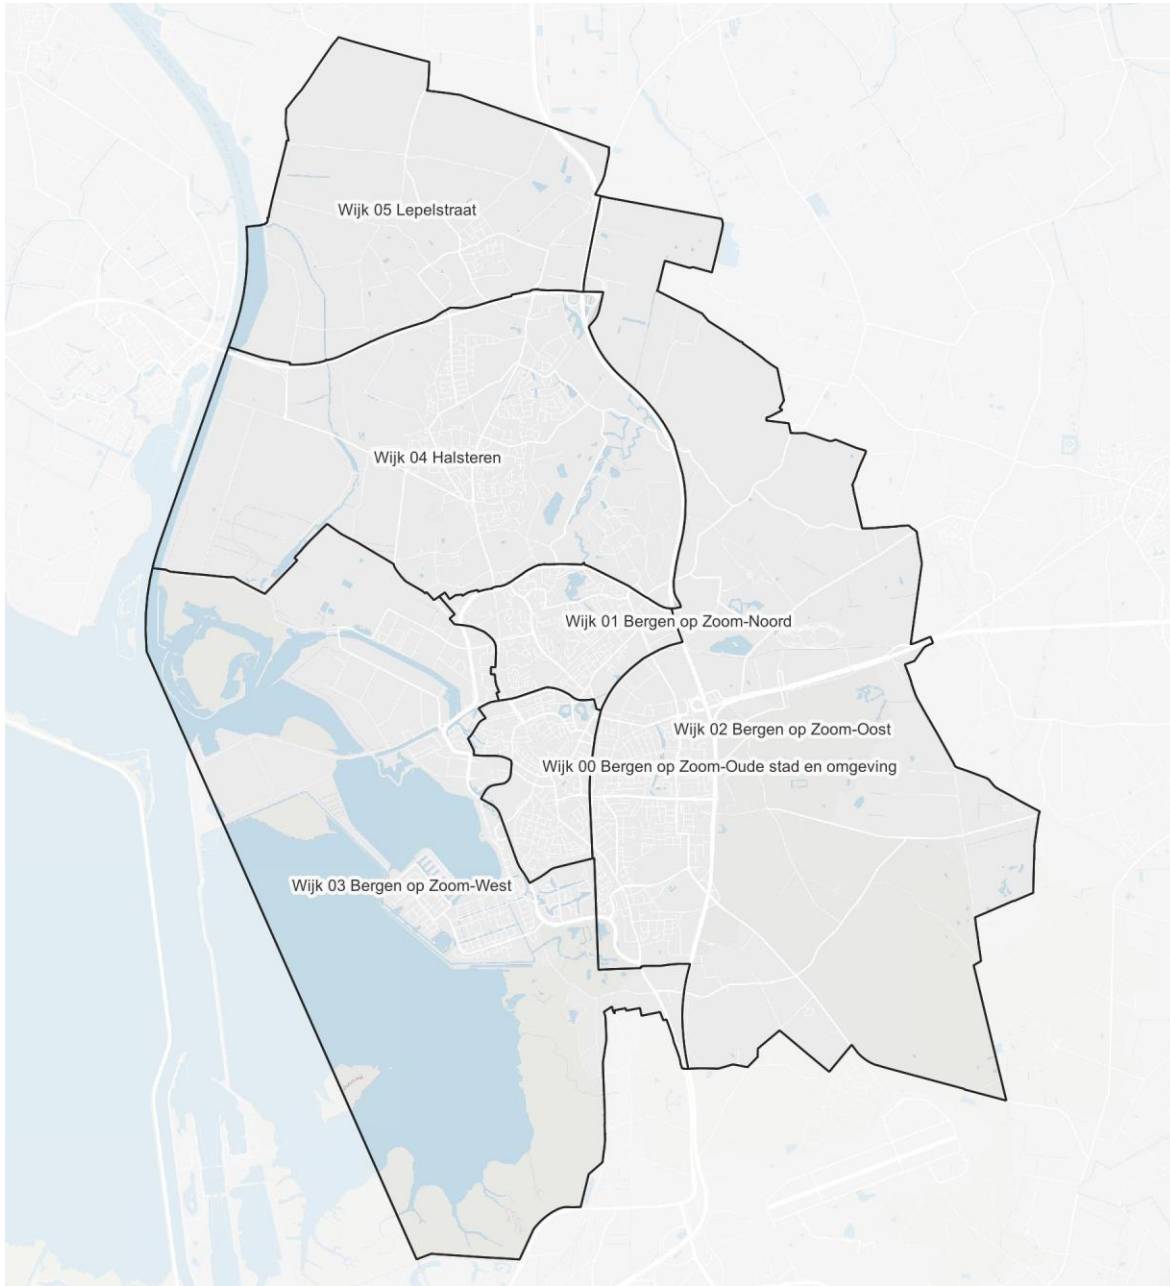 Wijk 05 Lepelstraat
Wijk 04 Halsteren
Wijk 01 Bergen op Zoom-Noord
Wijk 02 Bergen op Zoom-Oost
Wijk 00 Bergen op Zoom-Oude stad en omgeving
Wijk 03 Bergen op Zoom-West